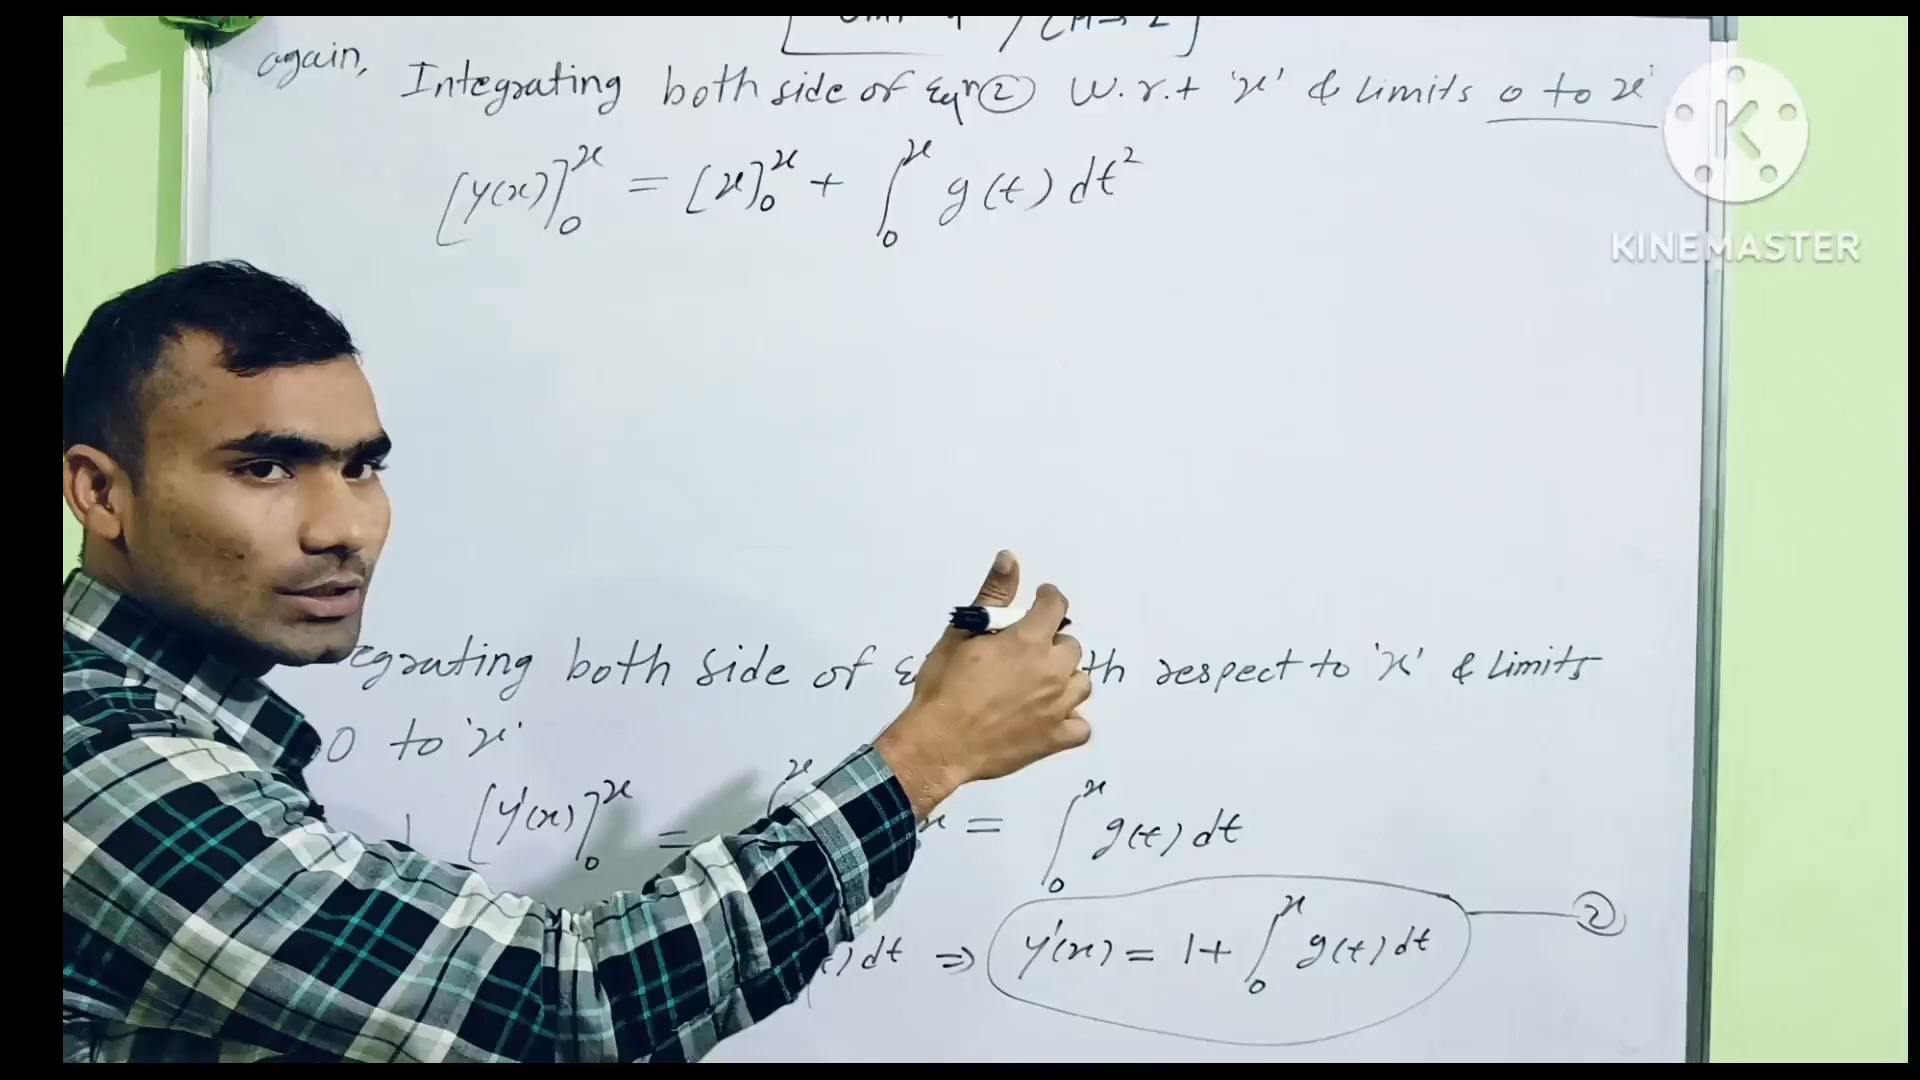 again, Integrating both side of Eqn ② w.r.t 'x' & limits 0 to x'
[y(x)]₀ˣ = [x]₀ˣ + ∫₀ˣ g(t) dt²
K
KINEMASTER
egrating both side of th respect to 'x' & limits
0 to 'x'
[y'(x)]₀ˣ = x = ∫₀ˣ g(t) dt
) dt ⇒ y'(x) = 1 + ∫₀ˣ g(t) dt ②